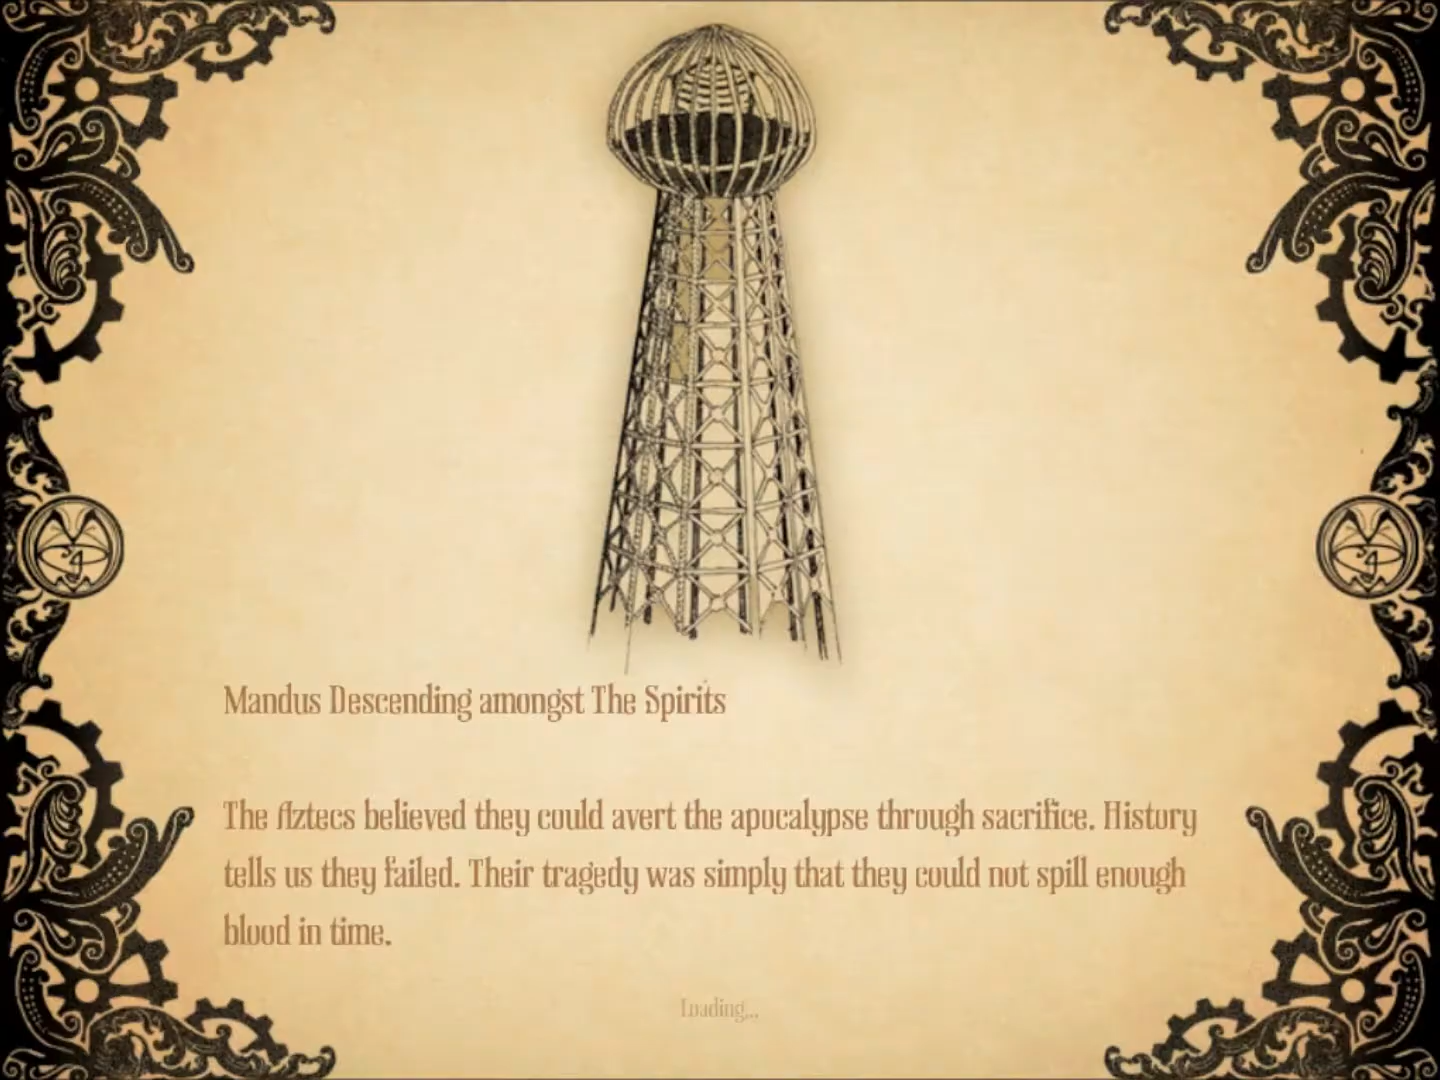 Mandus Descending amongst The Spirits
The Aztecs believed they could avert the apocalypse through sacrifice. History
tells us they failed. Their tragedy was simply that they could not spill enough
blood in time.
Loading...